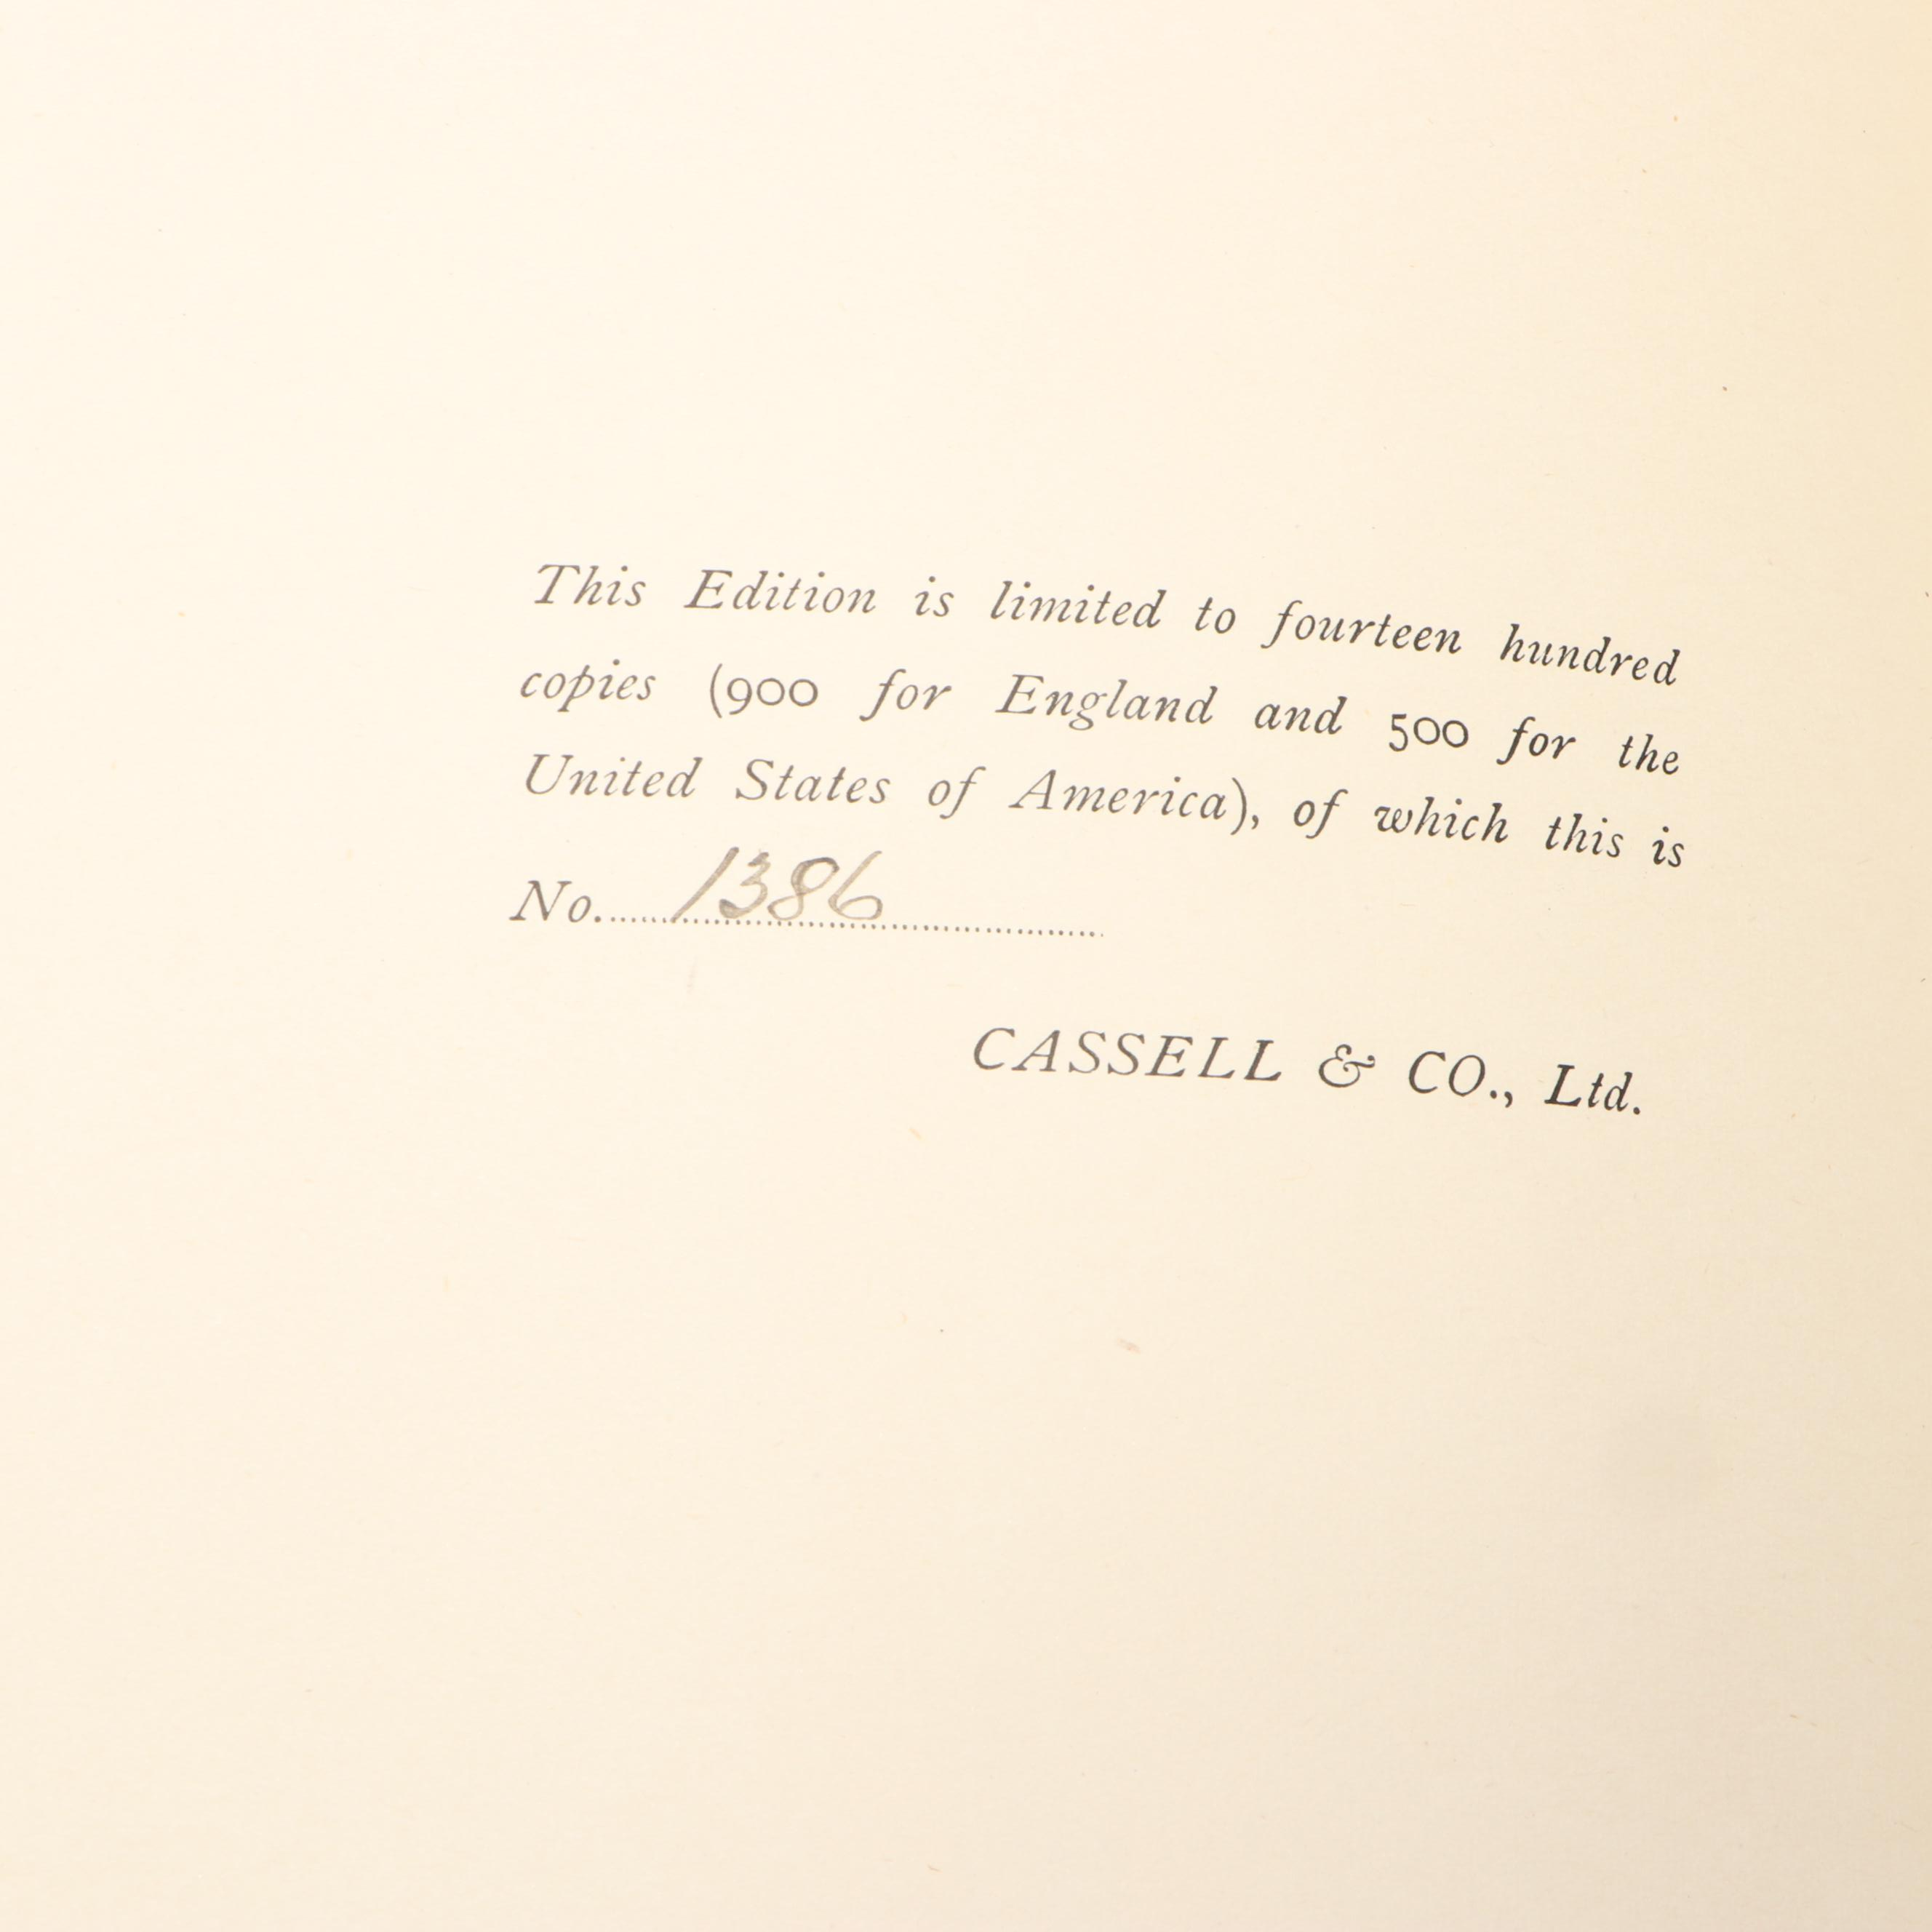 This Edition is limited to fourteen hundred
copies (900 for England and 500 for the
United States of America), of which this is
No. 1386
CASSELL & CO., Ltd.